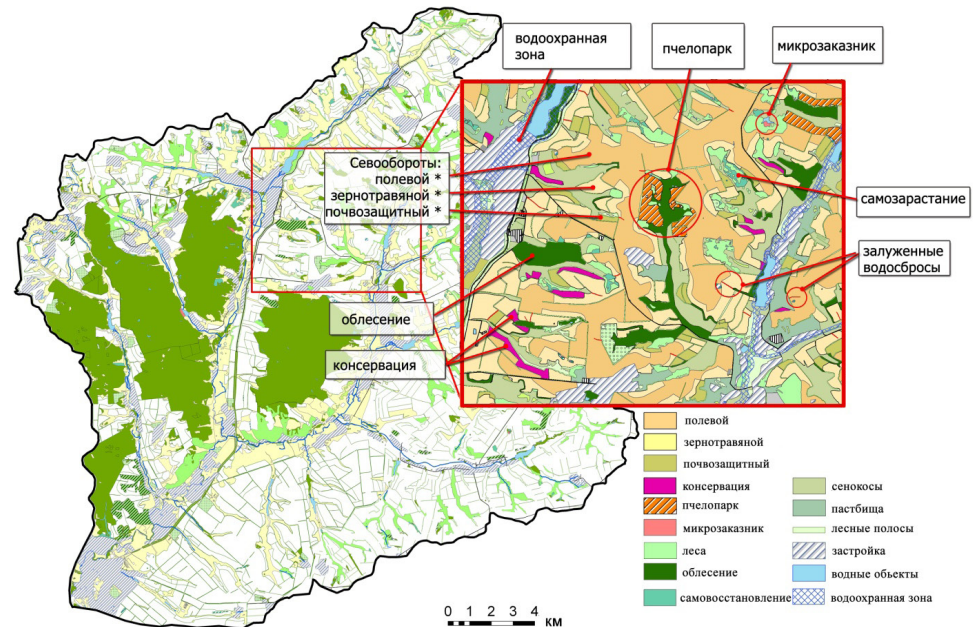 водоохранная
зона
пчелопарк
микрозаказник
Севообороты:
полевой *
зернотравяной *
почвозащитный *
самозарастание
залуженные
водосбросы
облесение
консервация
полевой
зернотравяной
почвозащитный
консервация
пчелопарк
микрозаказник
леса
облесение
самовосстановление
сенокосы
пастбища
лесные полосы
застройка
водные обьекты
водоохранная зона
0 1 2 3 4
км